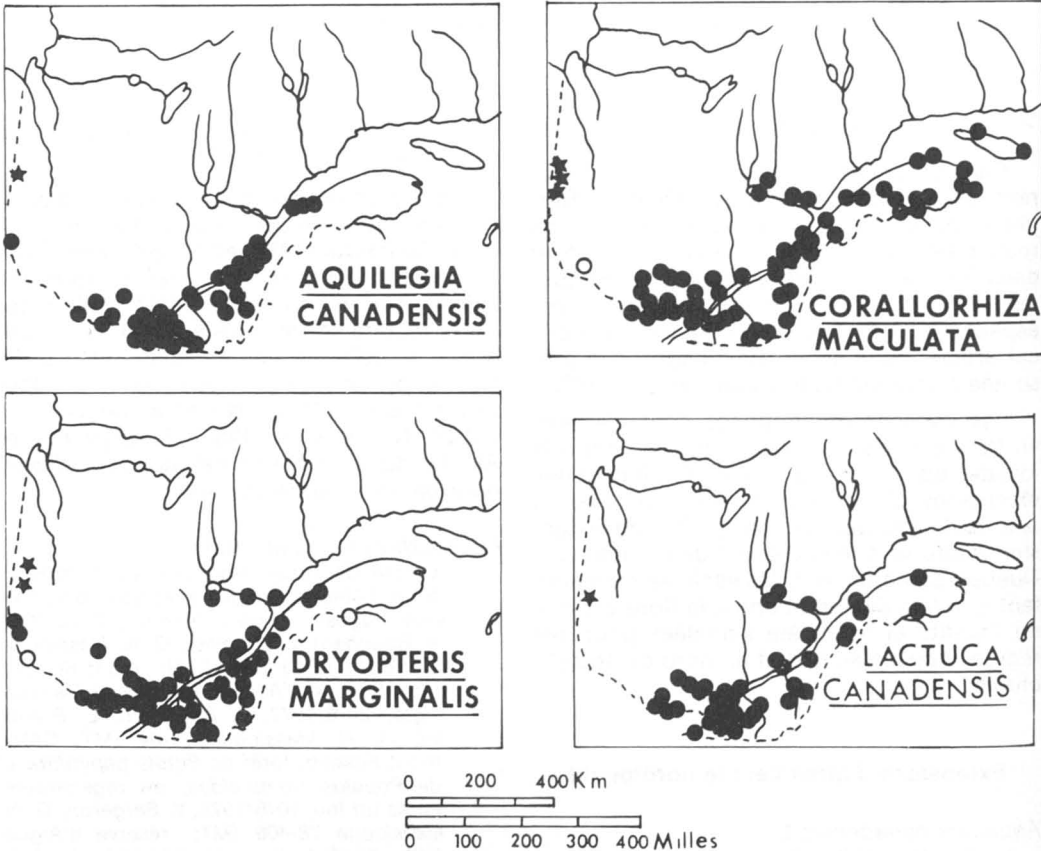 AQUILEGIA
CANADENSIS
CORALLORHIZA
MACULATA
DRYOPTERIS
MARGINALIS
LACTUCA
CANADENSIS
0 200 400 Km
0 100 200 300 400 Milles